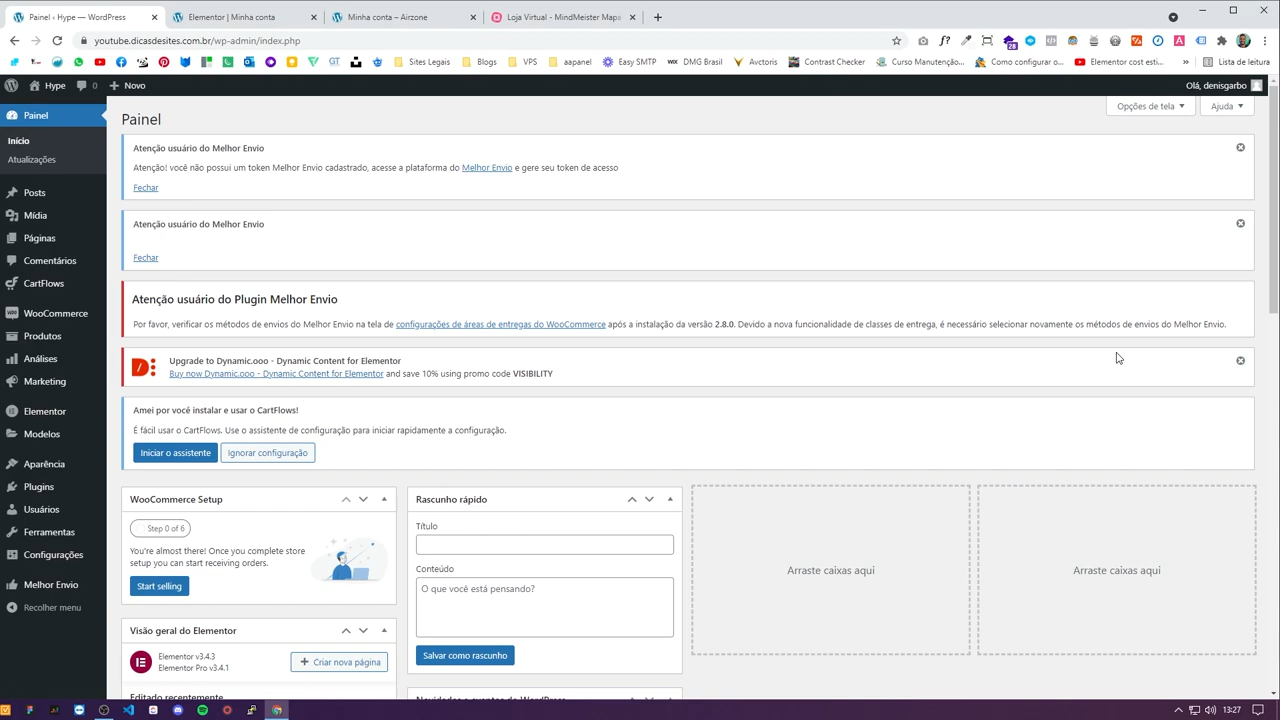 Painel ‹ Hype — WordPress
Elementor | Minha conta
Minha conta – Airzone
Loja Virtual - MindMeister Mapa
youtube.dicasdesites.com.br/wp-admin/index.php
28
Sites Legais
Blogs
VPS
aapanel
Easy SMTP
DMG Brasil
Avctoris
Contrast Checker
Curso Manutenção...
Como configurar o...
Elementor cost esti...
Lista de leitura
Hype
0
Novo
Olá, denisgarbo
Opções de tela
Ajuda
Painel
Início
Atualizações
Posts
Mídia
Páginas
Comentários
CartFlows
WooCommerce
Produtos
Análises
Marketing
Elementor
Modelos
Aparência
Plugins
Usuários
Ferramentas
Configurações
Melhor Envio
Recolher menu
Painel
Atenção usuário do Melhor Envio
Atenção! você não possui um token Melhor Envio cadastrado, acesse a plataforma do Melhor Envio e gere seu token de acesso
Fechar
Atenção usuário do Melhor Envio
Fechar
Atenção usuário do Plugin Melhor Envio
Por favor, verificar os métodos de envios do Melhor Envio na tela de configurações de áreas de entregas do WooCommerce após a instalação da versão 2.8.0. Devido a nova funcionalidade de classes de entrega, é necessário selecionar novamente os métodos de envios do Melhor Envio.
Upgrade to Dynamic.ooo - Dynamic Content for Elementor
Buy now Dynamic.ooo - Dynamic Content for Elementor and save 10% using promo code VISIBILITY
Amei por você instalar e usar o CartFlows!
É fácil usar o CartFlows. Use o assistente de configuração para iniciar rapidamente a configuração.
Iniciar o assistente
Ignorar configuração
WooCommerce Setup
Step 0 of 6
You're almost there! Once you complete store
setup you can start receiving orders.
Start selling
Visão geral do Elementor
Elementor v3.4.3
Elementor Pro v3.4.1
Criar nova página
Editado recentemente
Rascunho rápido
Título
Conteúdo
O que você está pensando?
Salvar como rascunho
Novidades e eventos do WordPress
Arraste caixas aqui
Arraste caixas aqui
13:27